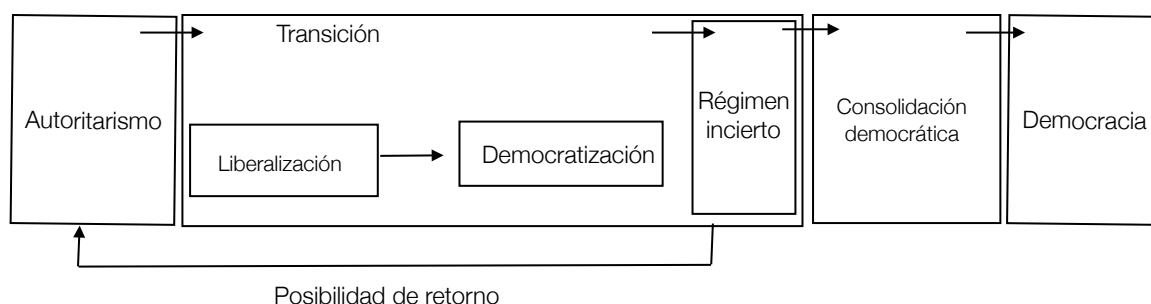 Transición
Autoritarismo
Liberalización
Democratización
Régimen
incierto
Consolidación
democrática
Democracia
Posibilidad de retorno